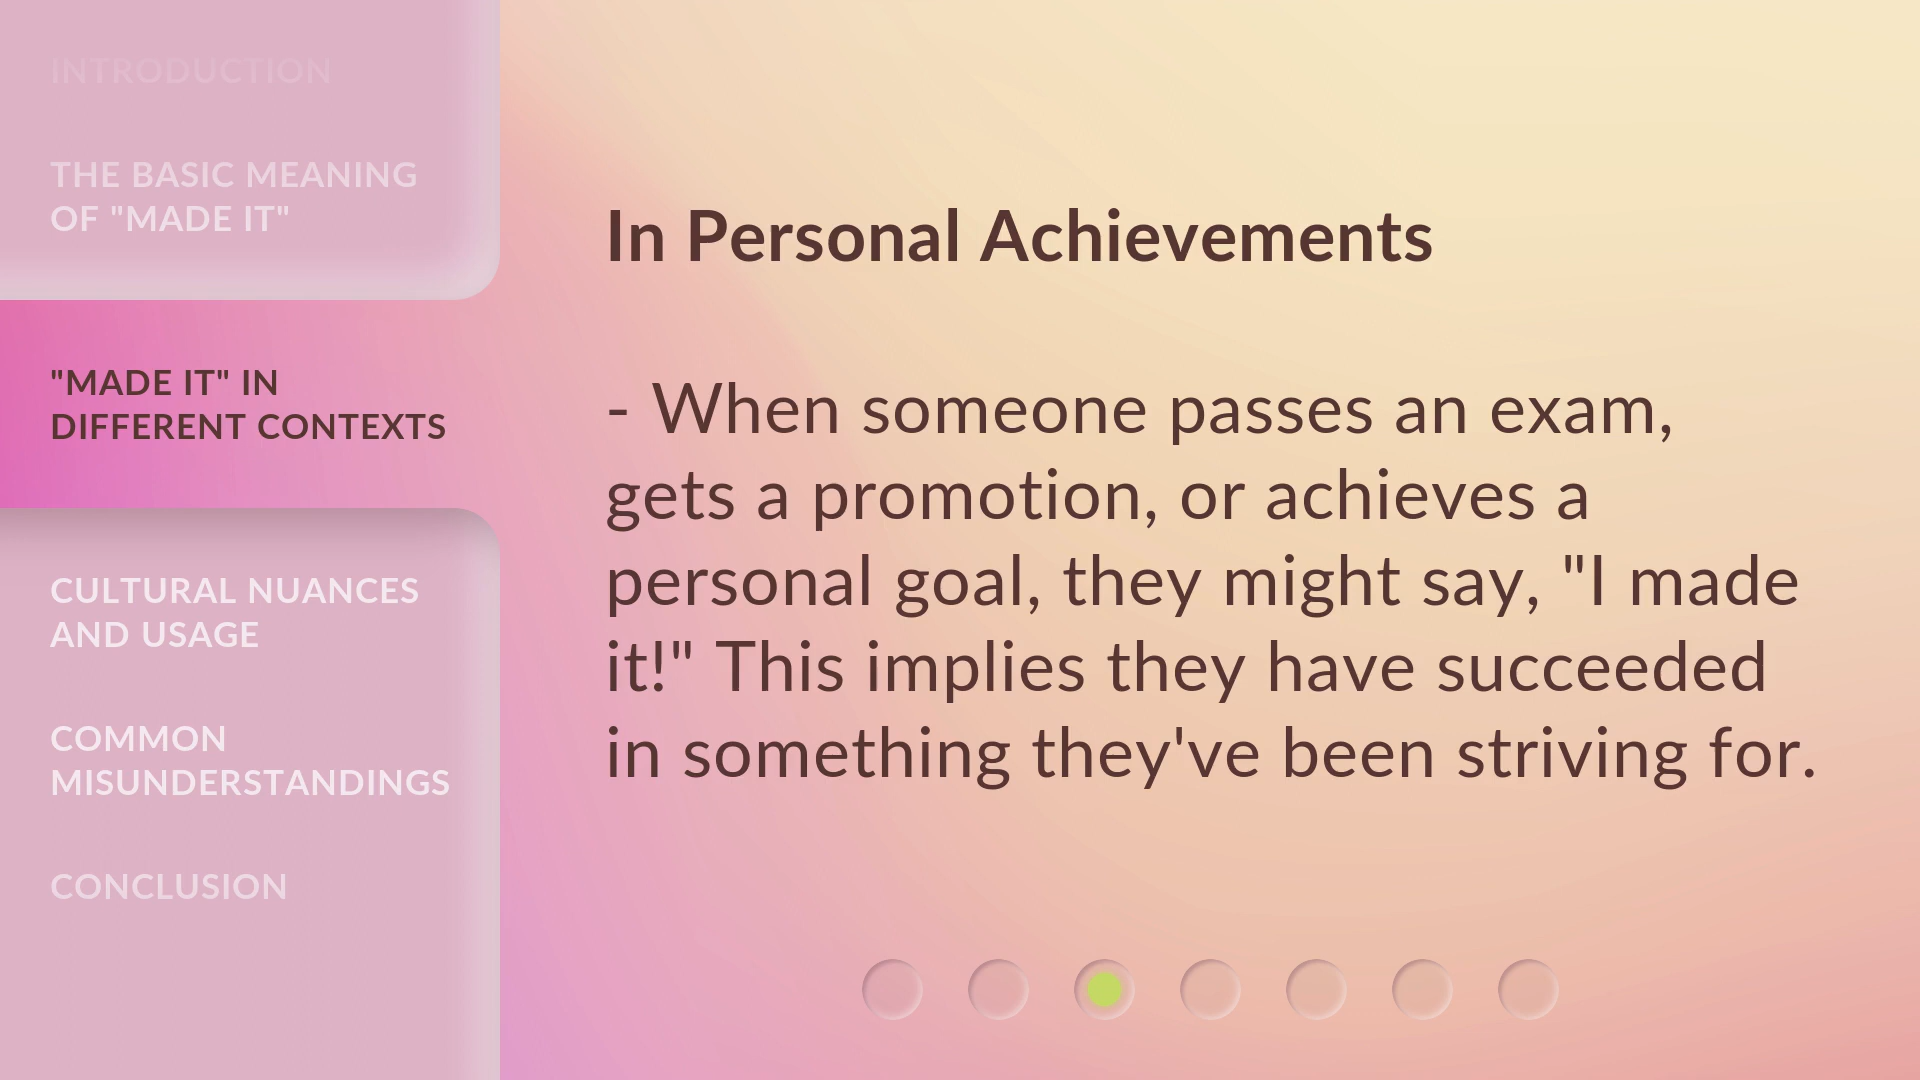 INTRODUCTION
THE BASIC MEANING
OF "MADE IT"
"MADE IT" IN
DIFFERENT CONTEXTS
CULTURAL NUANCES
AND USAGE
COMMON
MISUNDERSTANDINGS
CONCLUSION
In Personal Achievements
- When someone passes an exam,
gets a promotion, or achieves a
personal goal, they might say, "I made
it!" This implies they have succeeded
in something they've been striving for.